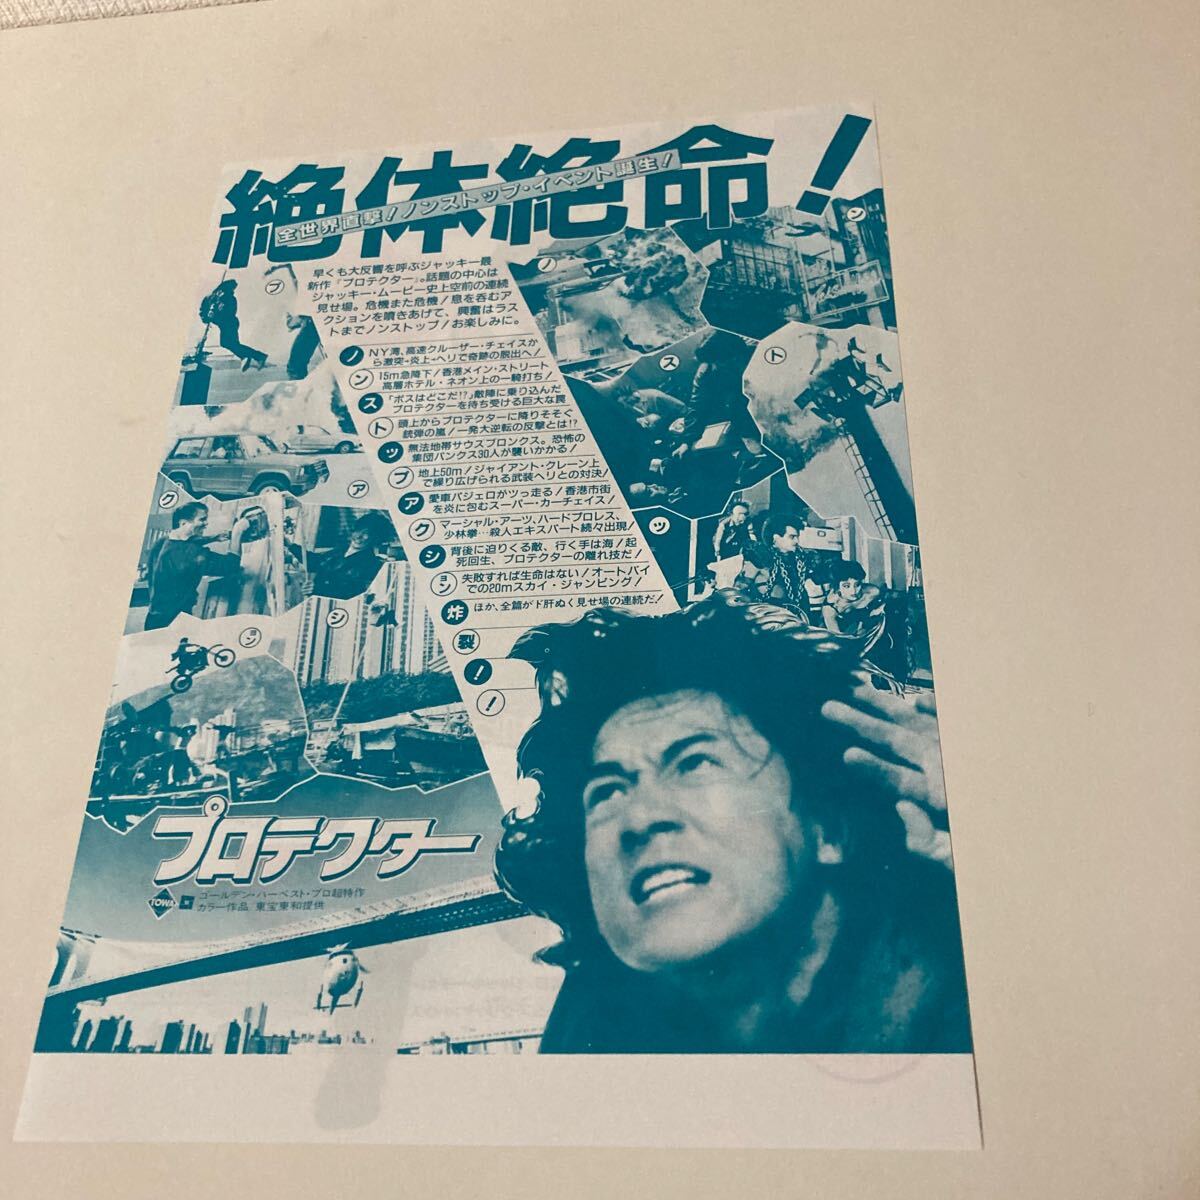 絶体絶命!
全世界直撃!ノンストップ・イベント誕生!
早くも大反響を呼ぶジャッキー最
新作『プロテクター』。話題の中心は
ジャッキー・ムービー史上空前の連続
見せ場。危機また危機!息を呑むア
クションを噴きあげて、興奮はラス
トまでノンストップ!お楽しみに。
ノ NY湾、高速クルーザー・チェイスか
ら激突・炎上・ヘリで奇跡の脱出へ!
ン 15m急降下!香港メイン・ストリート
高層ホテル・ネオン上の一騎打ち!
ス 「ボスはどこだ!?」敵陣に乗り込んだ
プロテクターを待ち受ける巨大な罠
ト 頭上からプロテクターに降りそそぐ
銃弾の嵐!一発大逆転の反撃とは!?
ッ 無法地帯サウスブロンクス。恐怖の
集団パンクス30人が襲いかかる!
プ 地上50m!ジャイアント・クレーン上
で繰り広げられる武装ヘリとの対決!
ア 愛車パジェロがツっ走る!香港市街
を炎に包むスーパー・カーチェイス!
ク マーシャル・アーツ、ハードプロレス、
少林拳…殺人エキスパート続々出現!
シ 背後に迫りくる敵、行く手は海!起
死回生、プロテクターの離れ技だ!
ョン 失敗すれば生命はない!オートバイ
での20mスカイ・ジャンピング!
炸 ほか、全篇がド肝ぬく見せ場の連続だ!
裂
!
!
プ
ノ
ン
ス
ト
ア
ク
ッ
シ
ョン
プロテクター
TOWA
ゴールデン・ハーベスト・プロ超特作
カラー作品/東宝東和提供